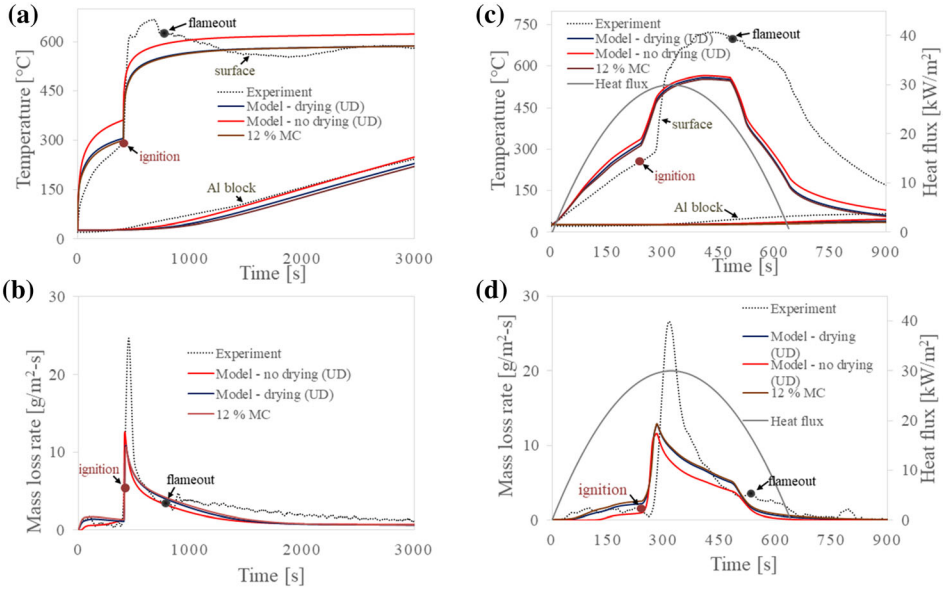 (a)
Temperature [°C]
600
450
300
150
0
flameout
surface
Experiment
Model - drying (UD)
Model - no drying (UD)
12 % MC
ignition
Al block
0
1000
2000
3000
Time [s]
(c)
Temperature [°C]
750
600
450
300
150
0
Experiment
Model - drying (UD)
Model - no drying (UD)
12 % MC
Heat flux
flameout
surface
ignition
Al block
40
30
20
10
0
Heat flux [kW/m²]
0
150
300
450
600
750
900
Time [s]
(b)
Mass loss rate [g/m²-s]
30
20
10
0
Experiment
Model - no drying (UD)
Model - drying (UD)
12 % MC
ignition
flameout
0
1000
2000
3000
Time [s]
(d)
Mass loss rate [g/m²-s]
30
20
10
0
Experiment
Model - drying
(UD)
Model - no drying
(UD)
12 % MC
Heat flux
ignition
flameout
40
30
20
10
0
Heat flux [kW/m²]
0
150
300
450
600
750
900
Time [s]